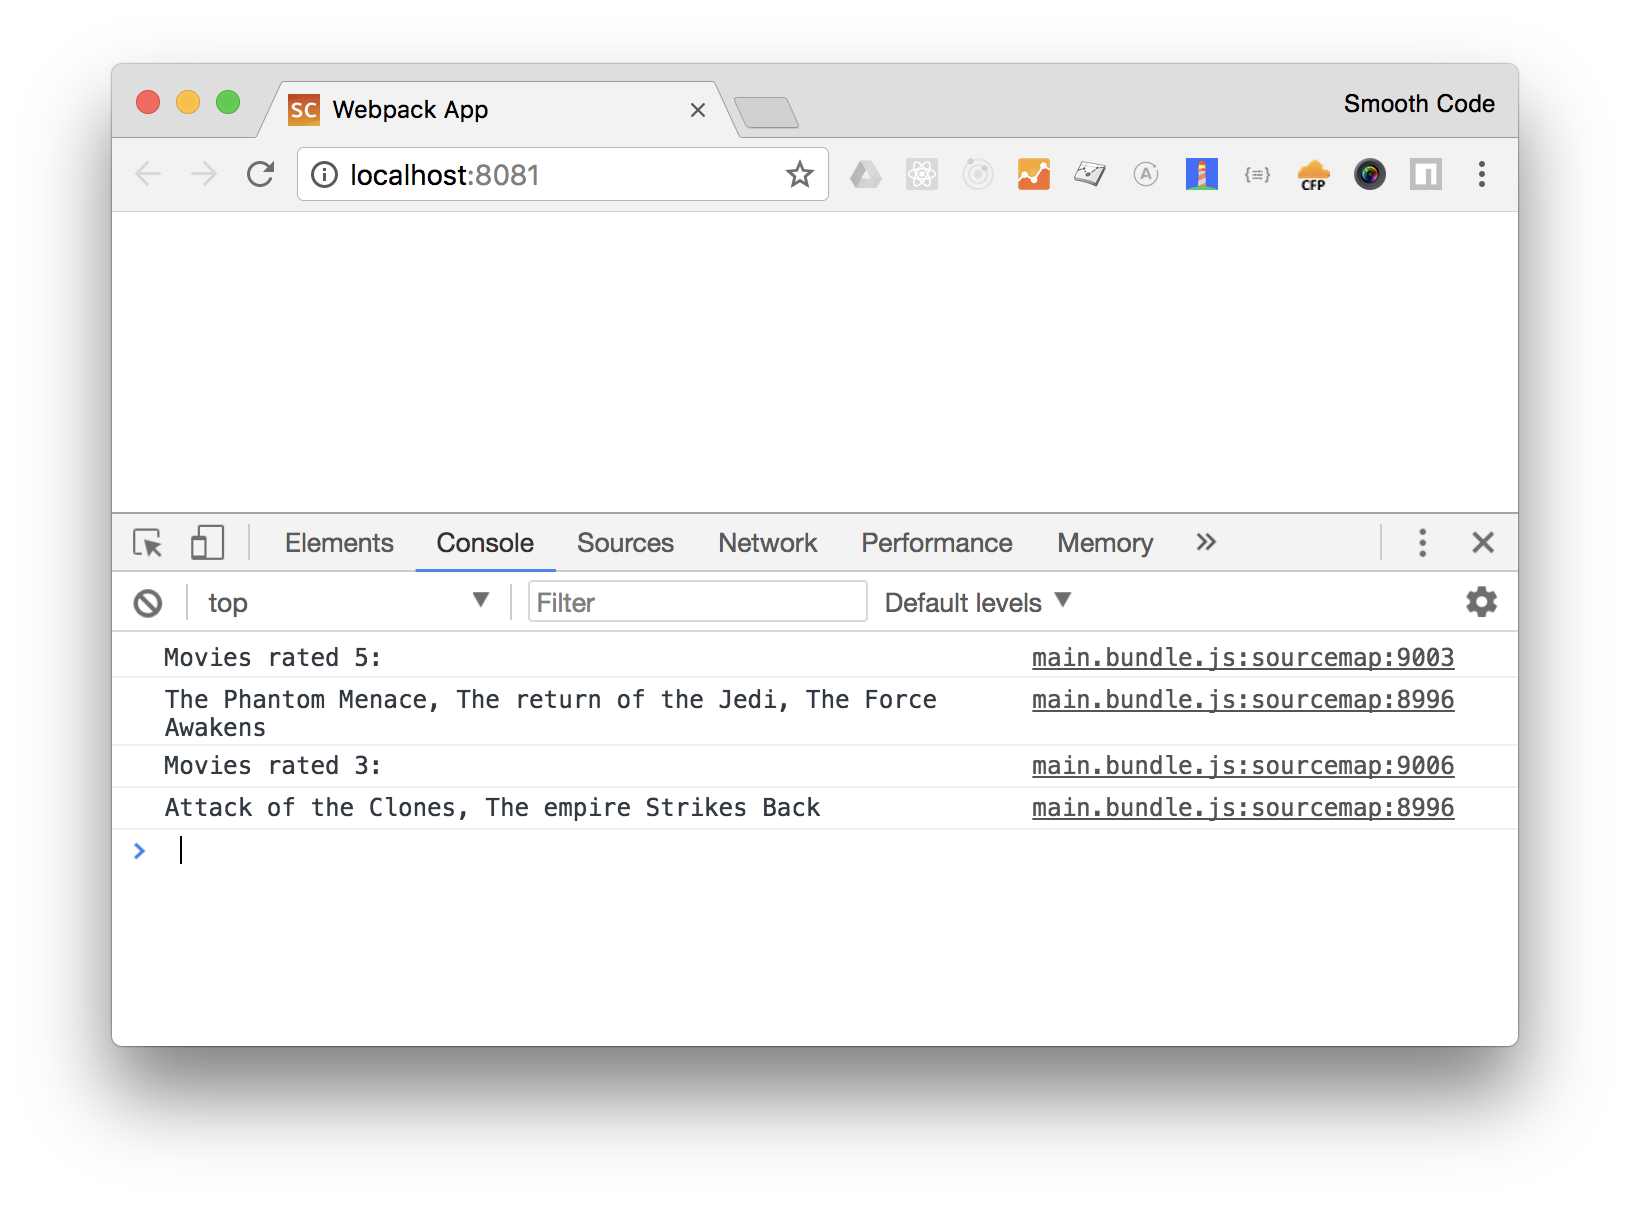 SC Webpack App
Smooth Code
localhost:8081
CFP
Elements Console Sources Network Performance Memory
top Filter Default levels
Movies rated 5: main.bundle.js:sourcemap:9003
The Phantom Menace, The return of the Jedi, The Force main.bundle.js:sourcemap:8996
Awakens
Movies rated 3: main.bundle.js:sourcemap:9006
Attack of the Clones, The empire Strikes Back main.bundle.js:sourcemap:8996